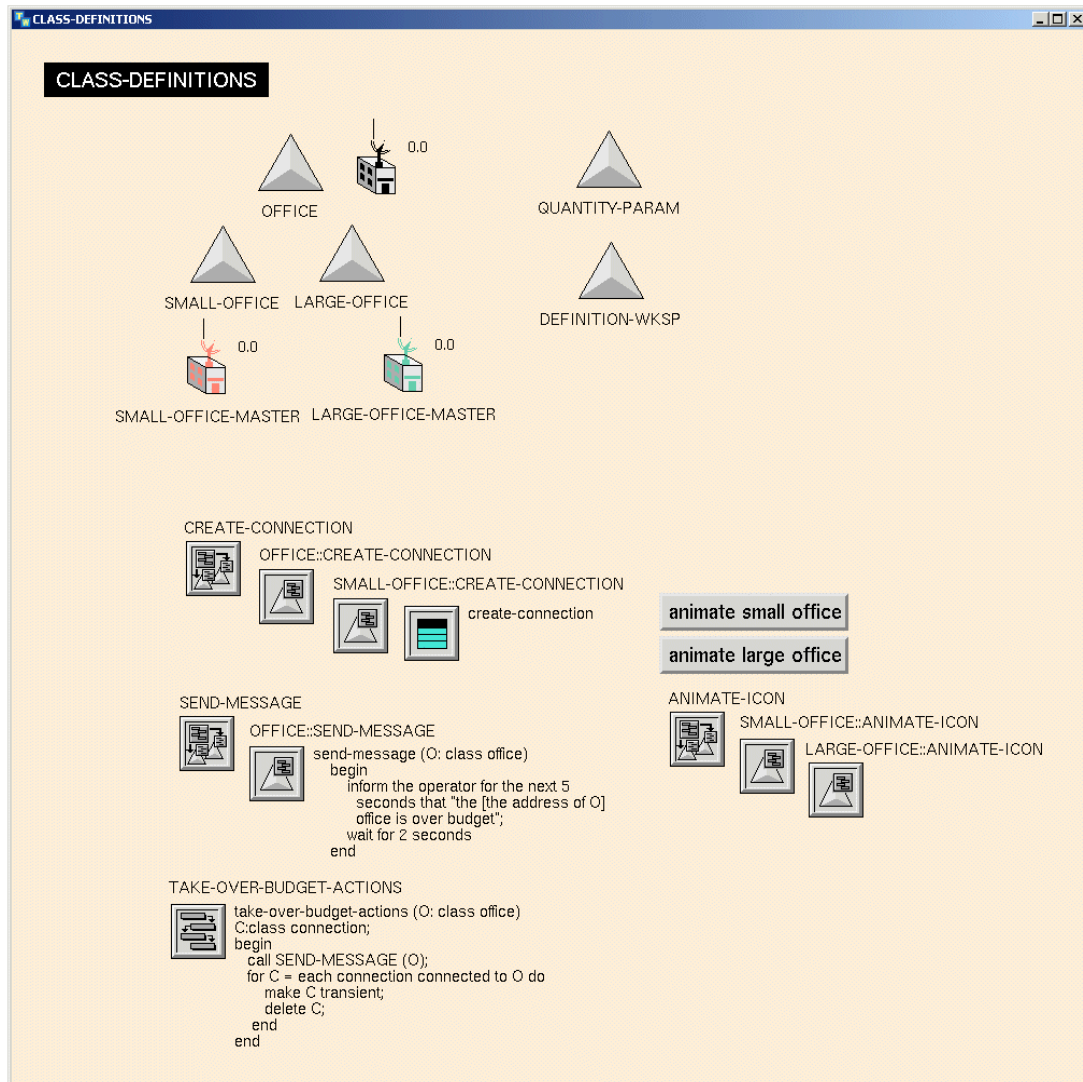 CLASS-DEFINITIONS
CLASS-DEFINITIONS
0.0
OFFICE
QUANTITY-PARAM
SMALL-OFFICE LARGE-OFFICE
DEFINITION-WKSP
0.0
0.0
SMALL-OFFICE-MASTER LARGE-OFFICE-MASTER
CREATE-CONNECTION
OFFICE::CREATE-CONNECTION
SMALL-OFFICE::CREATE-CONNECTION
create-connection
animate small office
animate large office
SEND-MESSAGE
OFFICE::SEND-MESSAGE
send-message (O: class office)
begin
inform the operator for the next 5
seconds that "the [the address of O]
office is over budget";
wait for 2 seconds
end
ANIMATE-ICON
SMALL-OFFICE::ANIMATE-ICON
LARGE-OFFICE::ANIMATE-ICON
TAKE-OVER-BUDGET-ACTIONS
take-over-budget-actions (O: class office)
C:class connection;
begin
call SEND-MESSAGE (O);
for C = each connection connected to O do
make C transient;
delete C;
end
end